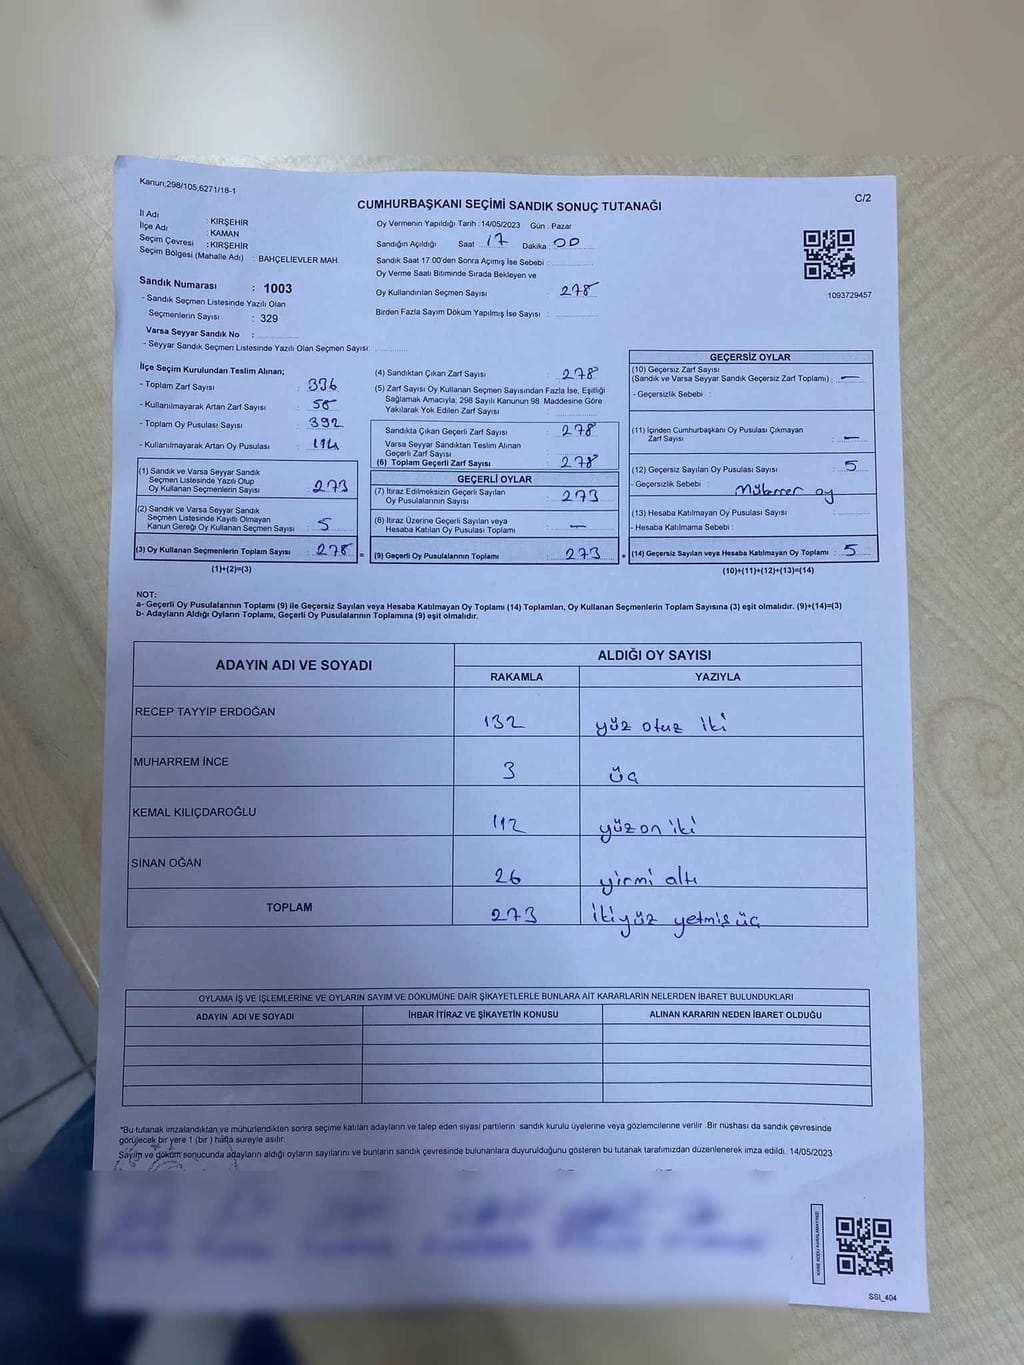 Kanun;298/105,6271/18-1
C/2
CUMHURBAŞKANI SEÇİMİ SANDIK SONUÇ TUTANAĞI
İl Adı : KIRŞEHİR
İlçe Adı : KAMAN
Seçim Çevresi : KIRŞEHİR
Seçim Bölgesi (Mahalle Adı) : BAHÇELİEVLER MAH.
Sandık Numarası : 1003
- Sandık Seçmen Listesinde Yazılı Olan
Seçmenlerin Sayısı : 329
Varsa Seyyar Sandık No :
- Seyyar Sandık Seçmen Listesinde Yazılı Olan Seçmen Sayısı:
Oy Vermenin Yapıldığı Tarih : 14/05/2023 Gün : Pazar
Sandığın Açıldığı Saat : 17 Dakika : 00
Sandık Saat 17:00'den Sonra Açımış İse Sebebi :
Oy Verme Saati Bitiminde Sırada Bekleyen ve
Oy Kullandırılan Seçmen Sayısı : 278
Birden Fazla Sayım Döküm Yapılmış İse Sayısı :
1093729457
İlçe Seçim Kurulundan Teslim Alınan;
- Toplam Zarf Sayısı : 336
- Kullanılmayarak Artan Zarf Sayısı : 58
- Toplam Oy Pusulası Sayısı : 392
- Kullanılmayarak Artan Oy Pusulası : 114
(1) Sandık ve Varsa Seyyar Sandık
Seçmen Listesinde Yazılı Olup
Oy Kullanan Seçmenlerin Sayısı : 273
(2) Sandık ve Varsa Seyyar Sandık
Seçmen Listesinde Kayıtlı Olmayan
Kanun Gereği Oy Kullanan Seçmen Sayısı : 5
(3) Oy Kullanan Seçmenlerin Toplam Sayısı : 278 =
(1)+(2)=(3)
(4) Sandıktan Çıkan Zarf Sayısı : 278
(5) Zarf Sayısı Oy Kullanan Seçmen Sayısından Fazla İse, Eşitliği
Sağlamak Amacıyla; 298 Sayılı Kanunun 98. Maddesine Göre
Yakılarak Yok Edilen Zarf Sayısı :
Sandıkta Çıkan Geçerli Zarf Sayısı : 278
Varsa Seyyar Sandıktan Teslim Alınan
Geçerli Zarf Sayısı :
(6) Toplam Geçerli Zarf Sayısı : 278
GEÇERLİ OYLAR
(7) İtiraz Edilmeksizin Geçerli Sayılan
Oy Pusulalarının Sayısı : 273
(8) İtiraz Üzerine Geçerli Sayılan veya
Hesaba Katılan Oy Pusulası Toplamı : —
(9) Geçerli Oy Pusulalarının Toplamı : 273 +
GEÇERSİZ OYLAR
(10) Geçersiz Zarf Sayısı
(Sandık ve Varsa Seyyar Sandık Geçersiz Zarf Toplamı) : —
- Geçersizlik Sebebi :
(11) İçinden Cumhurbaşkanı Oy Pusulası Çıkmayan
Zarf Sayısı : —
(12) Geçersiz Sayılan Oy Pusulası Sayısı : 5
- Geçersizlik Sebebi : Mükerrer oy
(13) Hesaba Katılmayan Oy Pusulası Sayısı :
- Hesaba Katılmama Sebebi :
(14) Geçersiz Sayılan veya Hesaba Katılmayan Oy Toplamı : 5
(10)+(11)+(12)+(13)=(14)
NOT:
a- Geçerli Oy Pusulalarının Toplamı (9) ile Geçersiz Sayılan veya Hesaba Katılmayan Oy Toplamı (14) Toplamları, Oy Kullanan Seçmenlerin Toplam Sayısına (3) eşit olmalıdır. (9)+(14)=(3)
b- Adayların Aldığı Oyların Toplamı, Geçerli Oy Pusulalarının Toplamına (9) eşit olmalıdır.
ADAYIN ADI VE SOYADI
ALDIĞI OY SAYISI
RAKAMLA YAZIYLA
RECEP TAYYİP ERDOĞAN 132 yüz otuz iki
MUHARREM İNCE 3 üç
KEMAL KILIÇDAROĞLU 112 yüz on iki
SİNAN OĞAN 26 yirmi altı
TOPLAM 273 İkiyüz yetmiş üç
OYLAMA İŞ VE İŞLEMLERİNE VE OYLARIN SAYIM VE DÖKÜMÜNE DAİR ŞİKAYETLERLE BUNLARA AİT KARARLARIN NELERDEN İBARET BULUNDUKLARI
ADAYIN ADI VE SOYADI İHBAR İTİRAZ VE ŞİKAYETİN KONUSU ALINAN KARARIN NEDEN İBARET OLDUĞU
*Bu tutanak imzalandıktan ve mühürlendikten sonra seçime katılan adayların ve talep eden siyasi partilerin sandık kurulu üyelerine veya gözlemcilerine verilir .Bir nüshası da sandık çevresinde
görülecek bir yere 1 (bir ) hafta süreyle asılır.
Sayım ve döküm sonucunda adayların aldığı oyların sayılarını ve bunların sandık çevresinde bulunanlara duyurulduğunu gösteren bu tutanak tarafımızdan düzenlenerek imza edildi. 14/05/2023
KARE KODU KARALAMAYINIZ!
SSI_404